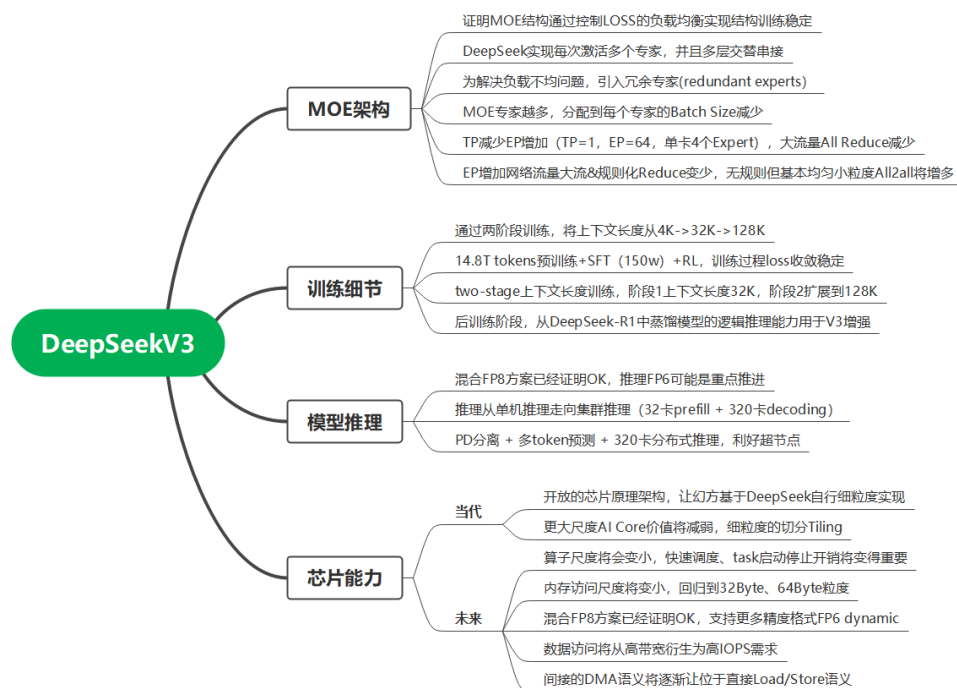 DeepSeekV3
MOE架构
证明MOE结构通过控制LOSS的负载均衡实现结构训练稳定
DeepSeek实现每次激活多个专家，并且多层交替串接
为解决负载不均问题，引入冗余专家(redundant experts)
MOE专家越多，分配到每个专家的Batch Size减少
TP减少EP增加（TP=1，EP=64，单卡4个Expert），大流量All Reduce减少
EP增加网络流量大流&规则化Reduce变少，无规则但基本均匀小粒度All2all将增多
训练细节
通过两阶段训练，将上下文长度从4K->32K->128K
14.8T tokens预训练+SFT（150w）+RL，训练过程loss收敛稳定
two-stage上下文长度训练，阶段1上下文长度32K，阶段2扩展到128K
后训练阶段，从DeepSeek-R1中蒸馏模型的逻辑推理能力用于V3增强
模型推理
混合FP8方案已经证明OK，推理FP6可能是重点推进
推理从单机推理走向集群推理（32卡prefill + 320卡decoding）
PD分离 + 多token预测 + 320卡分布式推理，利好超节点
芯片能力
当代
开放的芯片原理架构，让幻方基于DeepSeek自行细粒度实现
更大尺度AI Core价值将减弱，细粒度的切分Tiling
未来
算子尺度将会变小，快速调度、task启动停止开销将变得重要
内存访问尺度将变小，回归到32Byte、64Byte粒度
混合FP8方案已经证明OK，支持更多精度格式FP6 dynamic
数据访问将从高带宽衍生为高IOPS需求
间接的DMA语义将逐渐让位于直接Load/Store语义